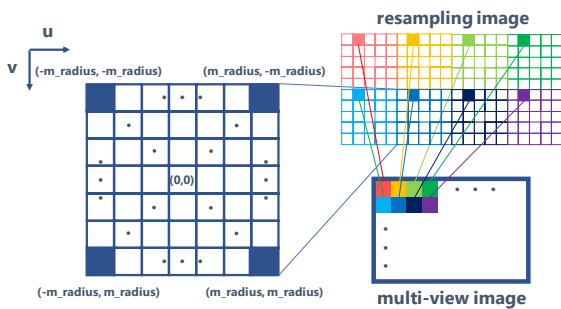 resampling image
u
v
(-m_radius, -m_radius)
(m_radius, -m_radius)
(0,0)
(-m_radius, m_radius)
(m_radius, m_radius)
multi-view image